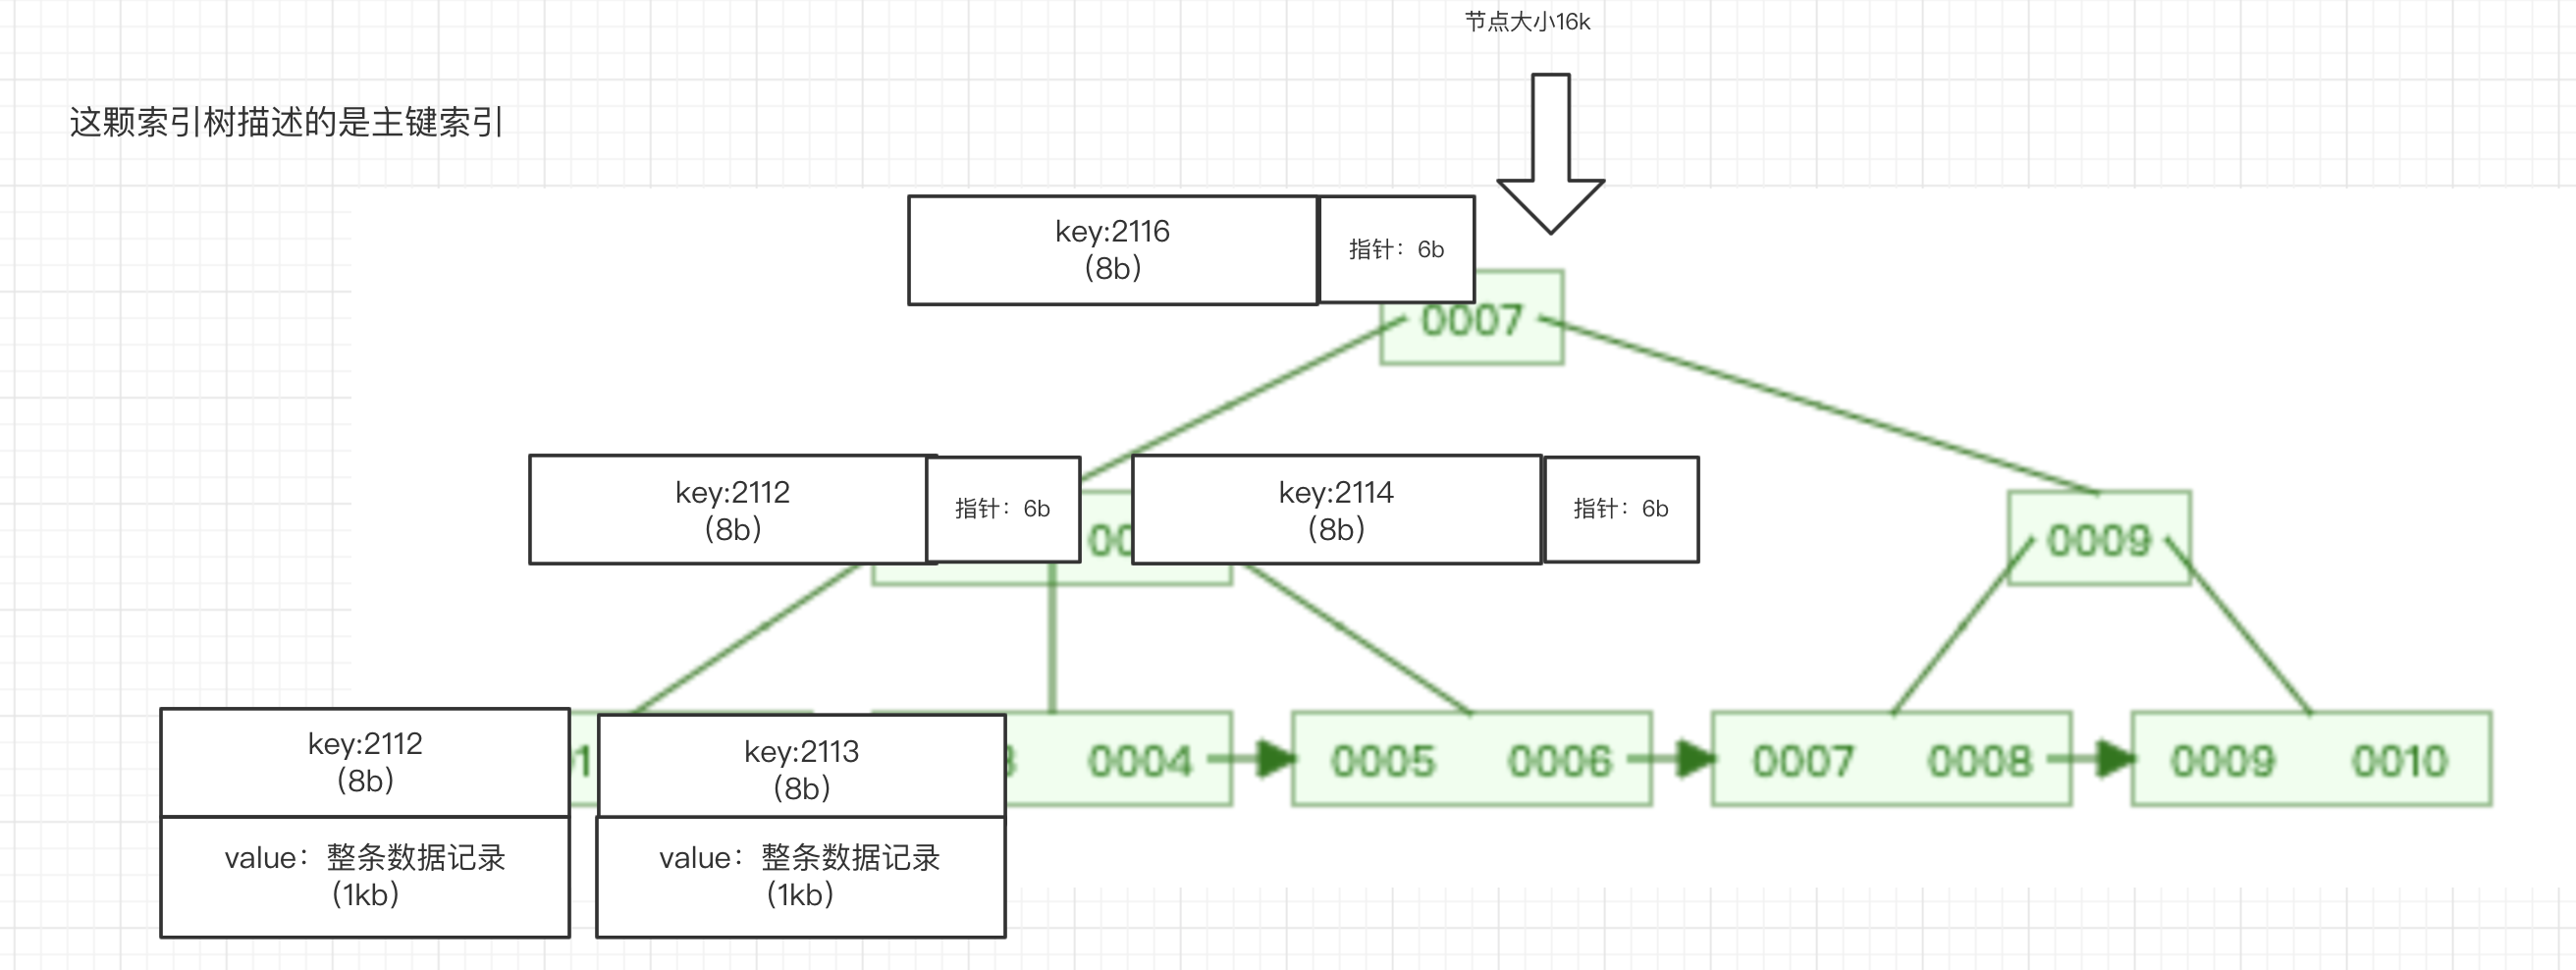 节点大小16k
这颗索引树描述的是主键索引
key:2116
(8b)
指针：6b
0007
key:2112
(8b)
指针：6b
key:2114
(8b)
指针：6b
0009
key:2112
(8b)
key:2113
(8b)
0004
0005
0006
0007
0008
0009
0010
value：整条数据记录
(1kb)
value：整条数据记录
(1kb)